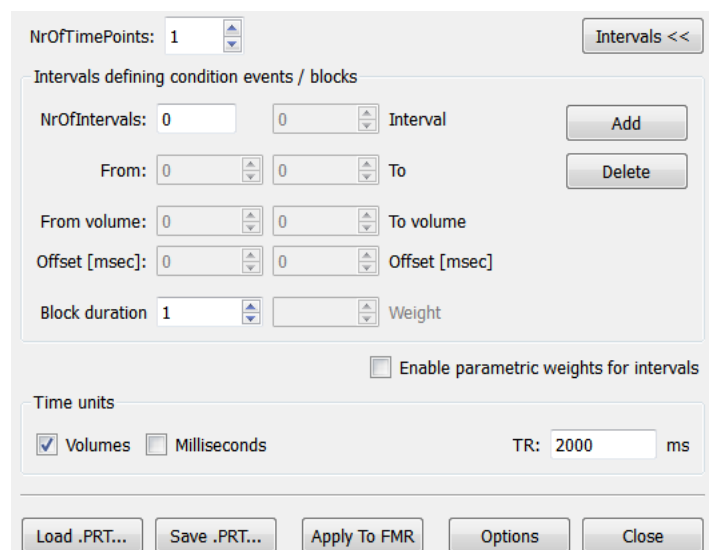 NrOfTimePoints: 1 Intervals <<
Intervals defining condition events / blocks
NrOfIntervals: 0 0 Interval Add
From: 0 0 To Delete
From volume: 0 0 To volume
Offset [msec]: 0 0 Offset [msec]
Block duration 1 Weight
Enable parametric weights for intervals
Time units
Volumes Milliseconds TR: 2000 ms
Load .PRT... Save .PRT... Apply To FMR Options Close